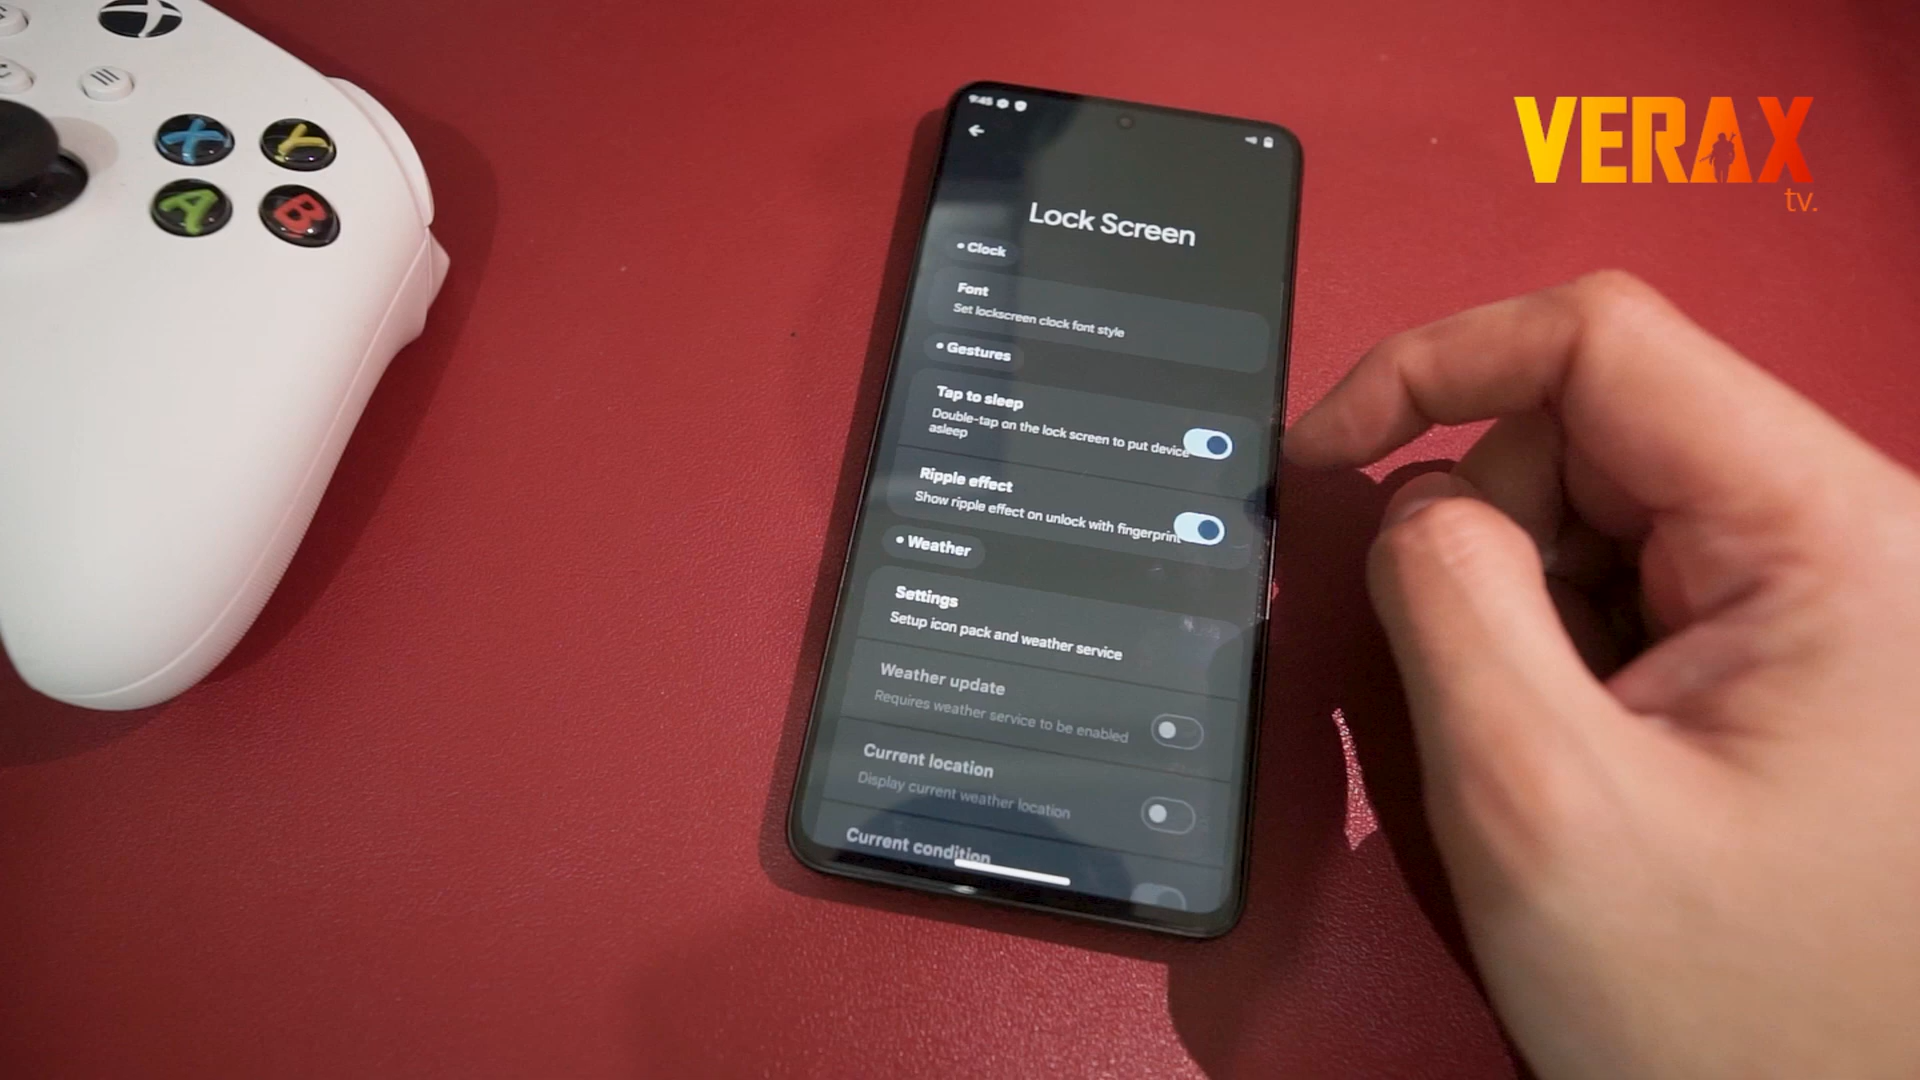 VERAX
tv.
X
Y
A
B
9:45
Lock Screen
• Clock
Font
Set lockscreen clock font style
• Gestures
Tap to sleep
Double-tap on the lock screen to put device
asleep
Ripple effect
Show ripple effect on unlock with fingerprint
• Weather
Settings
Setup icon pack and weather service
Weather update
Requires weather service to be enabled
Current location
Display current weather location
Current condition